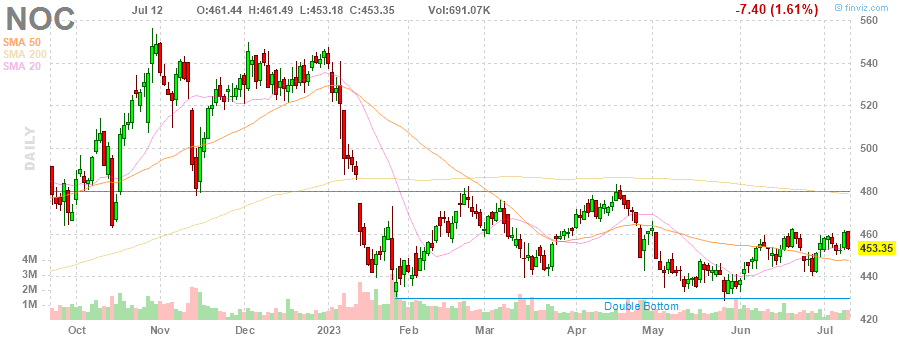 NOC
Jul 12 O:461.44 H:461.49 L:453.18 C:453.35 Vol:691.07K -7.40 (1.61%)
© finviz.com
SMA 50
SMA 200
SMA 20
DAILY
560
540
520
500
480
460
453.35
440
420
4M
3M
2M
1M
Double Bottom
Oct Nov Dec 2023 Feb Mar Apr May Jun Jul